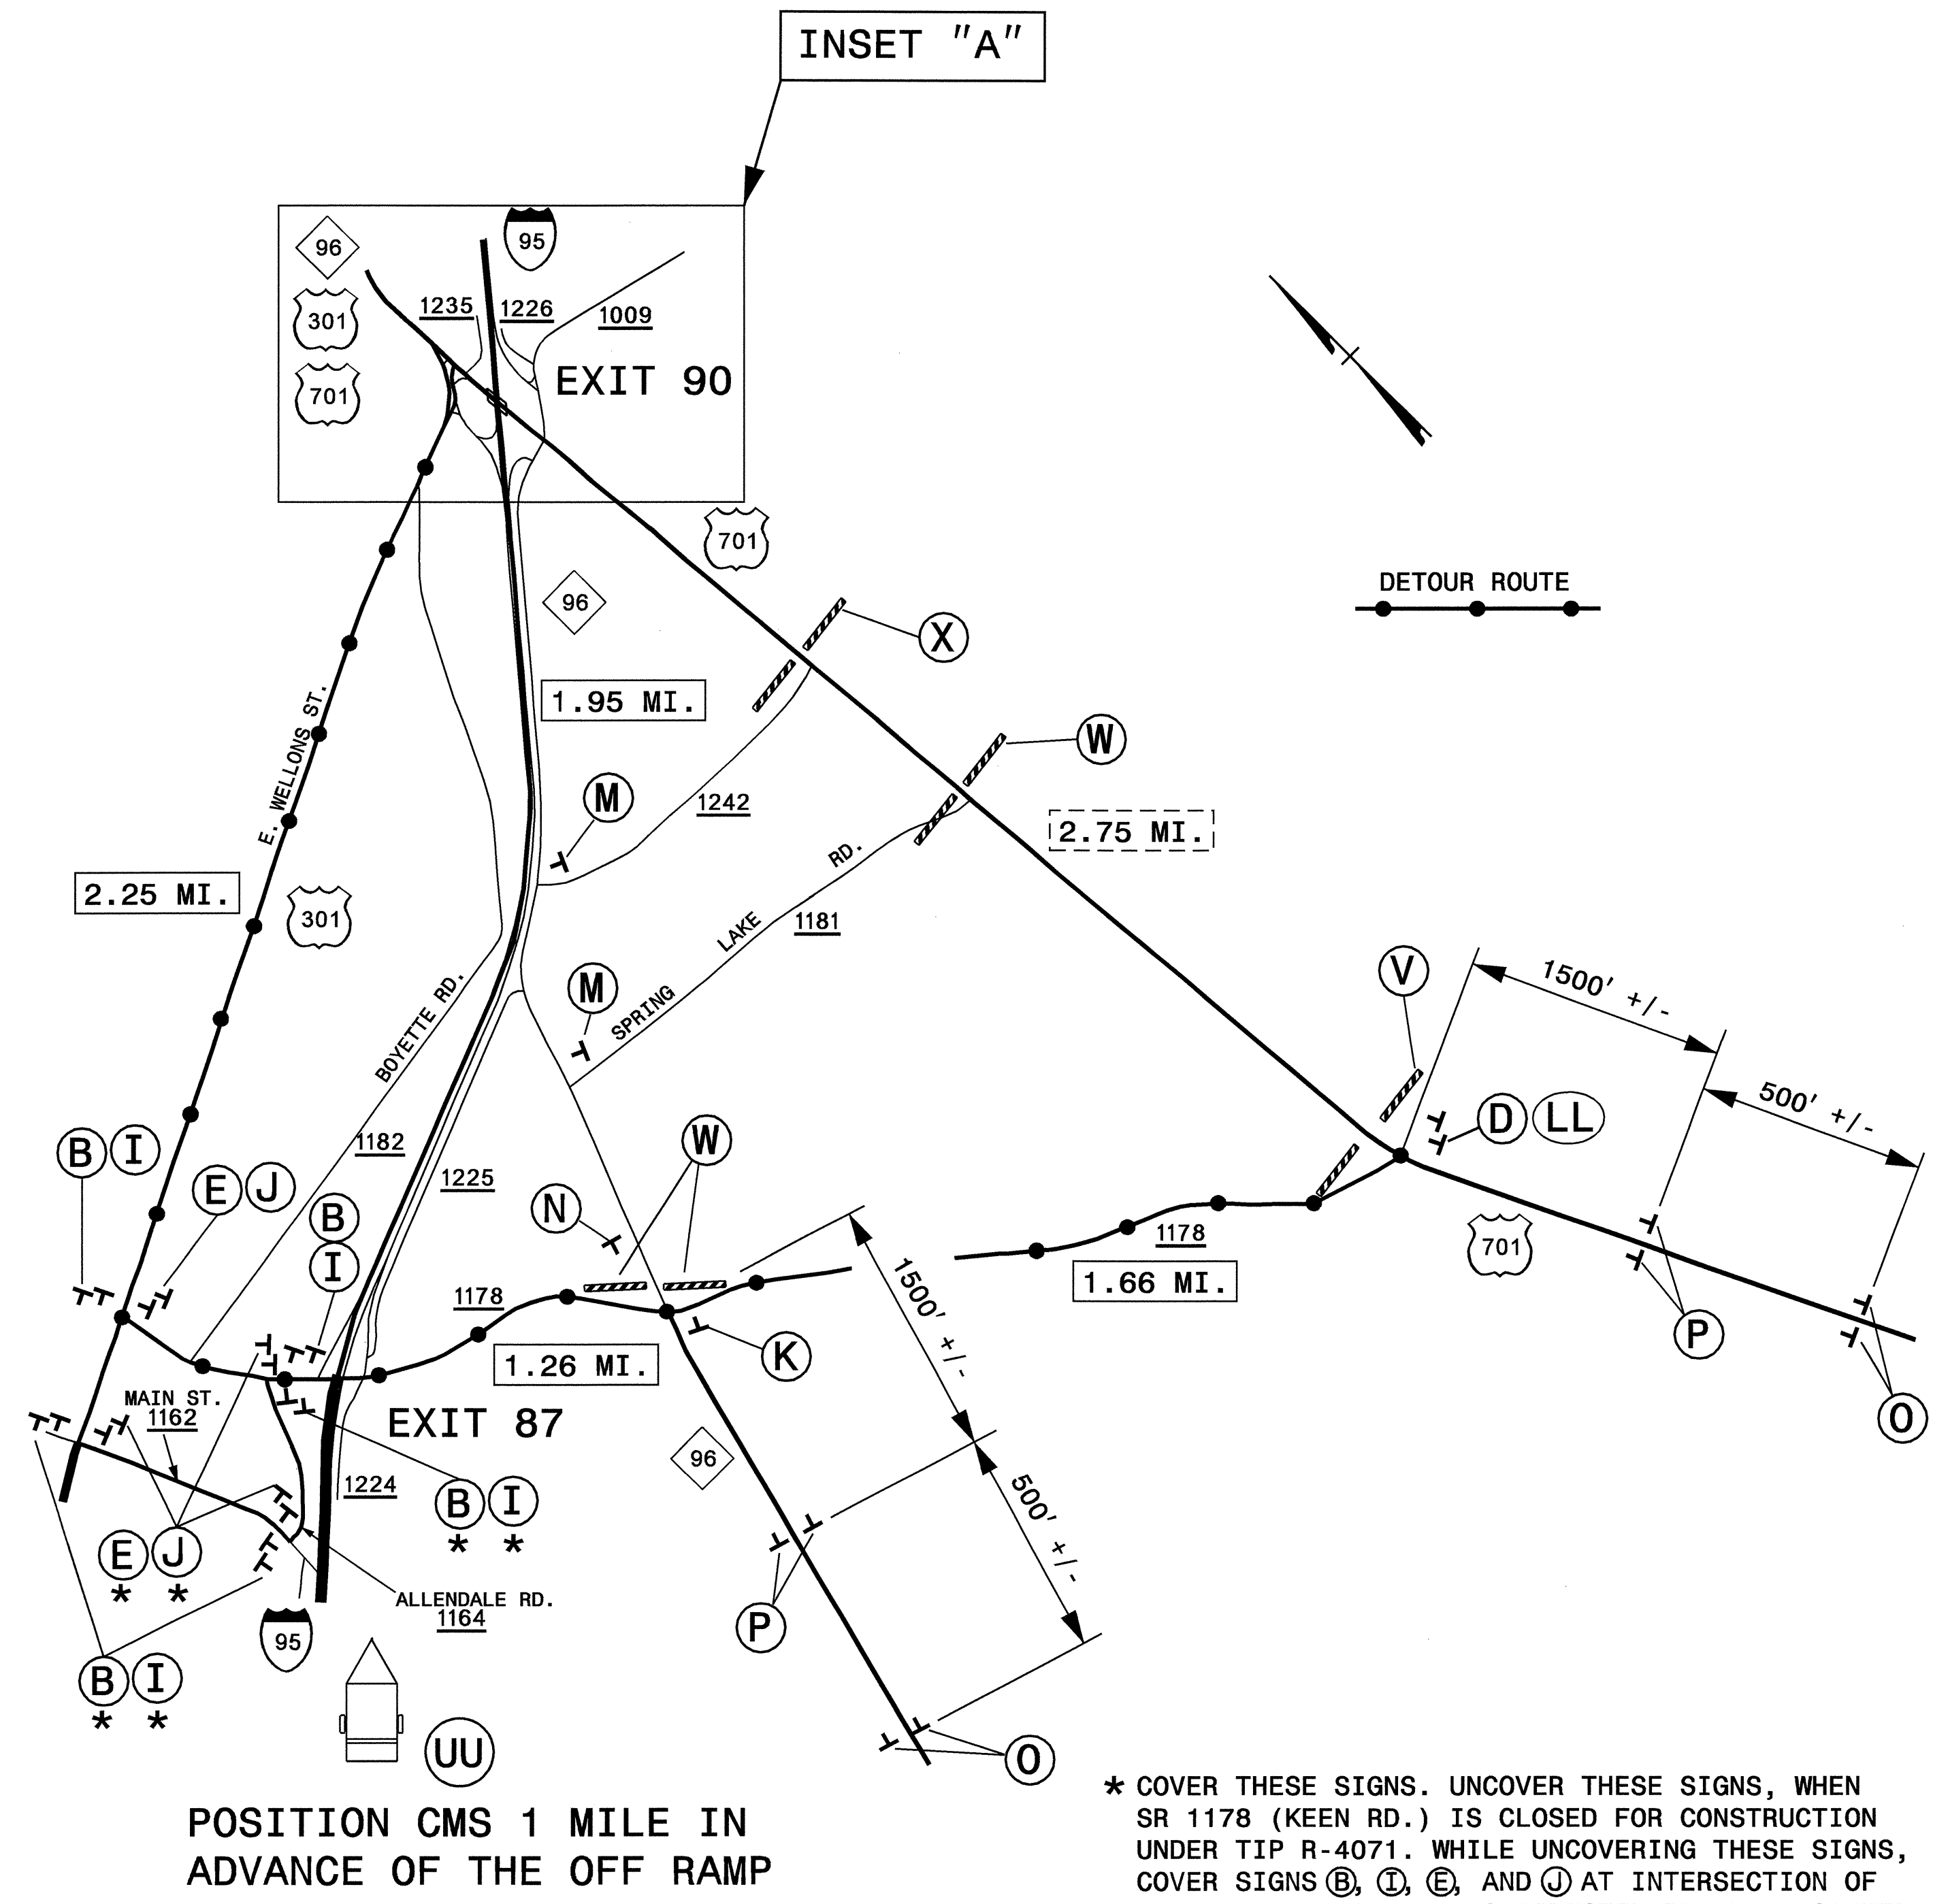 INSET "A"
96
95
301
1235
1226
1009
701
EXIT 90
701
96
DETOUR ROUTE
X
1.95 MI.
E. WELLONS ST.
W
M
1242
2.75 MI.
RD.
2.25 MI.
301
1181
LAKE
V
1500' +/-
BOYETTE RD.
M
SPRING
500' +/-
D LL
B I
1182
W
E J
1225
N
B
I
1178
701
1.66 MI.
1178
1500' +/-
P
K
1.26 MI.
MAIN ST.
1162
EXIT 87
O
96
1224
B I
* *
500' +/-
E J
* *
ALLENDALE RD.
1164
P
95
B I
* *
UU
O
POSITION CMS 1 MILE IN
ADVANCE OF THE OFF RAMP
* COVER THESE SIGNS. UNCOVER THESE SIGNS, WHEN
SR 1178 (KEEN RD.) IS CLOSED FOR CONSTRUCTION
UNDER TIP R-4071. WHILE UNCOVERING THESE SIGNS,
COVER SIGNS B, I, E, AND J AT INTERSECTION OF